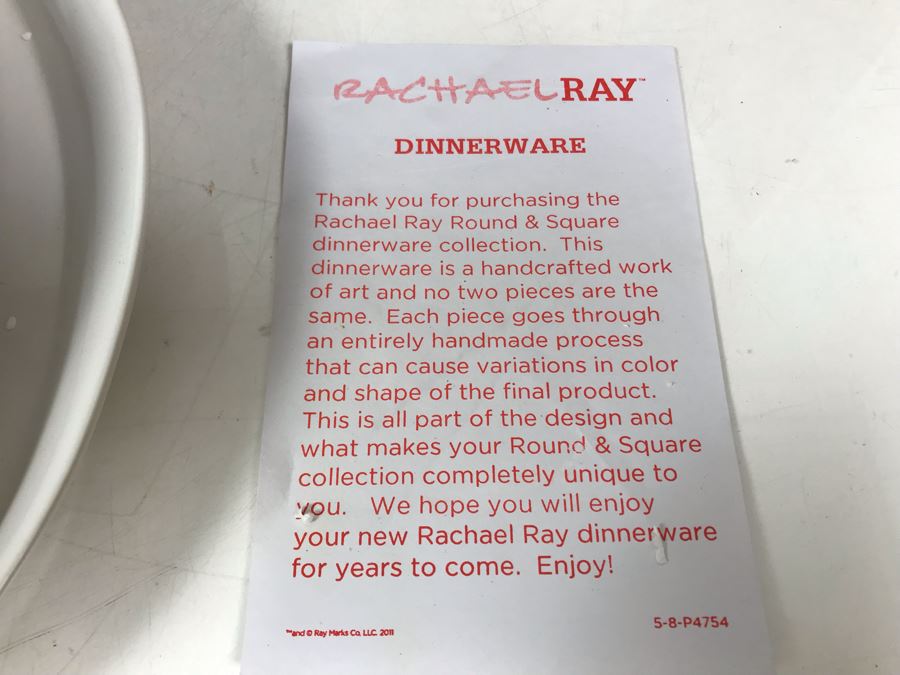 RACHAELRAY™
DINNERWARE
Thank you for purchasing the
Rachael Ray Round & Square
dinnerware collection. This
dinnerware is a handcrafted work
of art and no two pieces are the
same. Each piece goes through
an entirely handmade process
that can cause variations in color
and shape of the final product.
This is all part of the design and
what makes your Round & Square
collection completely unique to
you. We hope you will enjoy
your new Rachael Ray dinnerware
for years to come. Enjoy!
™and © Ray Marks Co, LLC. 2011
5-8-P4754